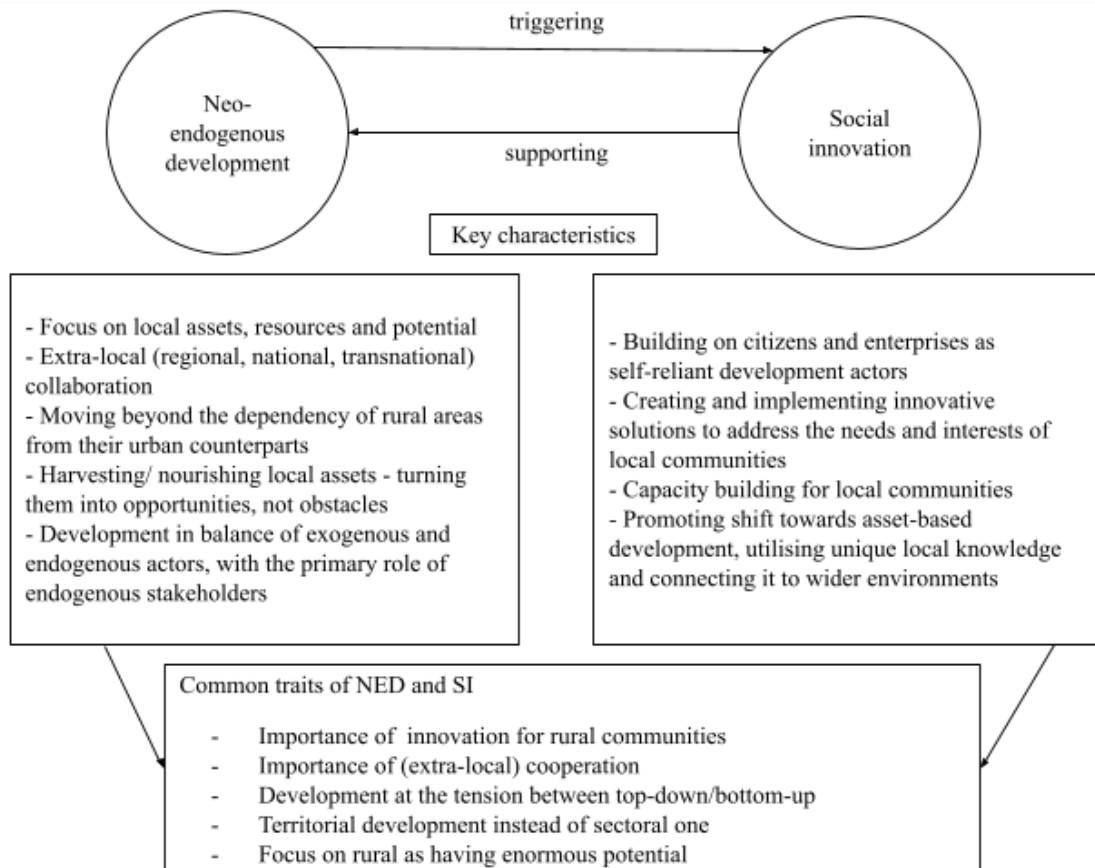 triggering
Neo-
endogenous
development
Social
innovation
supporting
Key characteristics
- Focus on local assets, resources and potential
- Extra-local (regional, national, transnational)
collaboration
- Moving beyond the dependency of rural areas
from their urban counterparts
- Harvesting/ nourishing local assets - turning
them into opportunities, not obstacles
- Development in balance of exogenous and
endogenous actors, with the primary role of
endogenous stakeholders
- Building on citizens and enterprises as
self-reliant development actors
- Creating and implementing innovative
solutions to address the needs and interests of
local communities
- Capacity building for local communities
- Promoting shift towards asset-based
development, utilising unique local knowledge
and connecting it to wider environments
Common traits of NED and SI
- Importance of innovation for rural communities
- Importance of (extra-local) cooperation
- Development at the tension between top-down/bottom-up
- Territorial development instead of sectoral one
- Focus on rural as having enormous potential